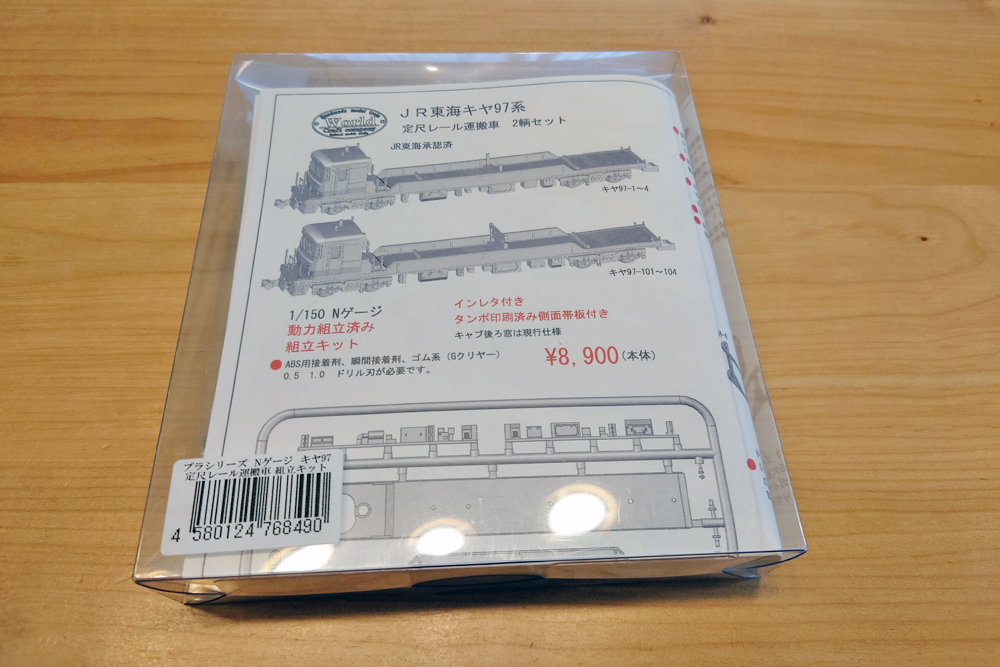 World
Craft company
JR東海キヤ97系
定尺レール運搬車 2輌セット
JR東海承認済
キヤ97-1～4
キヤ97-101～104
1/150 Nゲージ
動力組立済み
組立キット
インレタ付き
タンポ印刷済み側面帯板付き
キャブ後ろ窓は現行仕様
¥8,900(本体)
●ABS用接着剤、瞬間接着剤、ゴム系（Gクリヤー）
0.5 1.0 ドリル刃が必要です。
プラシリーズ Nゲージ キヤ97
定尺レール運搬車 組立キット
4 580124 768490